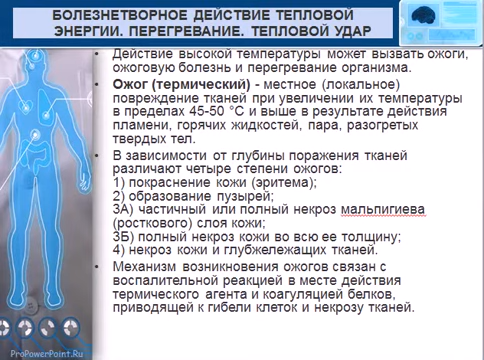 БОЛЕЗНЕТВОРНОЕ ДЕЙСТВИЕ ТЕПЛОВОЙ
ЭНЕРГИИ. ПЕРЕГРЕВАНИЕ. ТЕПЛОВОЙ УДАР
• Действие высокой температуры может вызвать ожоги,
ожоговую болезнь и перегревание организма.
• Ожог (термический) - местное (локальное)
повреждение тканей при увеличении их температуры
в пределах 45-50 °С и выше в результате действия
пламени, горячих жидкостей, пара, разогретых
твердых тел.
• В зависимости от глубины поражения тканей
различают четыре степени ожогов:
1) покраснение кожи (эритема);
2) образование пузырей;
3А) частичный или полный некроз мальпигиева
(росткового) слоя кожи;
3Б) полный некроз кожи во всю ее толщину;
4) некроз кожи и глубжележащих тканей.
• Механизм возникновения ожогов связан с
воспалительной реакцией в месте действия
термического агента и коагуляцией белков,
приводящей к гибели клеток и некрозу тканей.
ProPowerPoint.Ru